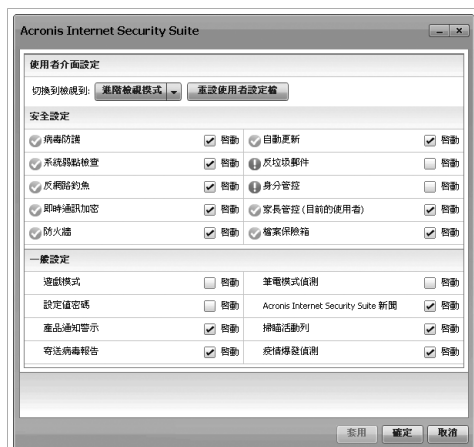 Acronis Internet Security Suite
使用者介面設定
切換到檢視到: 進階檢視模式 重設使用者設定檔
安全設定
病毒防護 啓動 自動更新 啓動
系統弱點檢查 啓動 反垃圾郵件 啓動
反網路釣魚 啓動 身分管控 啓動
即時通訊加密 啓動 家長管控 (目前的使用者) 啓動
防火牆 啓動 檔案保險箱 啓動
一般設定
遊戲模式 啓動 筆電模式偵測 啓動
設定值密碼 啓動 Acronis Internet Security Suite 新聞 啓動
產品通知警示 啓動 掃瞄活動列 啓動
寄送病毒報告 啓動 疫情爆發偵測 啓動
套用 確定 取消